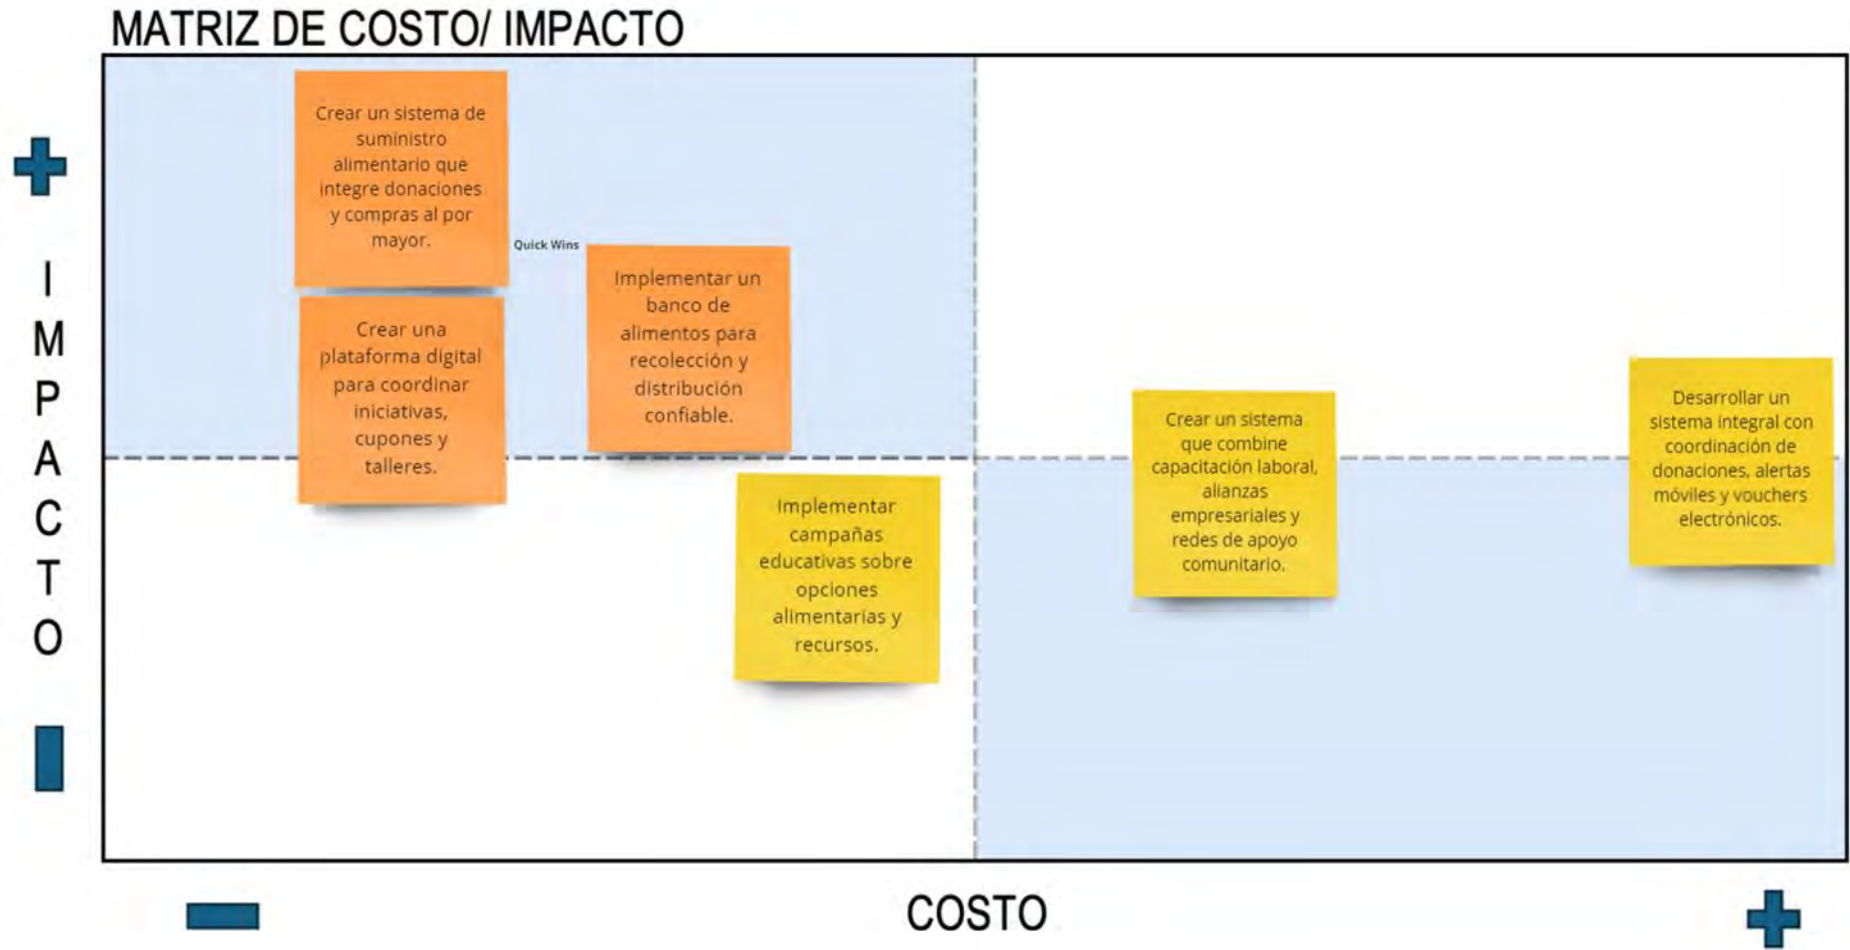 MATRIZ DE COSTO/ IMPACTO
Crear un sistema de
suministro
alimentario que
integre donaciones
y compras al por
mayor.
Quick Wins
Crear una
plataforma digital
para coordinar
iniciativas,
cupones y
talleres.
Implementar un
banco de
alimentos para
recolección y
distribución
confiable.
Implementar
campañas
educativas sobre
opciones
alimentarias y
recursos.
Crear un sistema
que combine
capacitación laboral,
alianzas
empresariales y
redes de apoyo
comunitario.
Desarrollar un
sistema integral con
coordinación de
donaciones, alertas
móviles y vouchers
electrónicos.
IMPACTO
COSTO